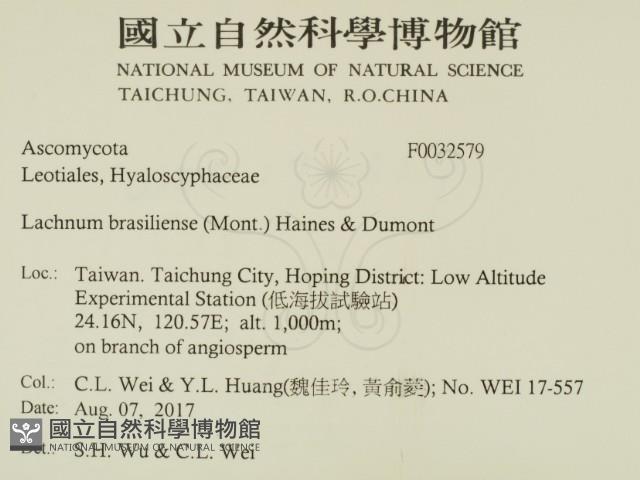 國立自然科學博物館
NATIONAL MUSEUM OF NATURAL SCIENCE
TAICHUNG, TAIWAN, R.O.CHINA
Ascomycota F0032579
Leotiales, Hyaloscyphaceae
Lachnum brasiliense (Mont.) Haines & Dumont
Loc.: Taiwan. Taichung City, Hoping District: Low Altitude
Experimental Station (低海拔試驗站)
24.16N, 120.57E; alt. 1,000m;
on branch of angiosperm
Col.: C.L. Wei & Y.L. Huang(魏佳玲, 黃俞菱); No. WEI 17-557
Date: Aug. 07, 2017
國立自然科學博物館
NATIONAL MUSEUM OF NATURAL SCIENCE
Det.: S.H. Wu & C.L. Wei